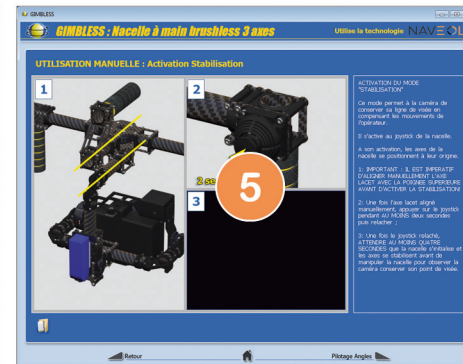 GIMBLESS
GIMBLESS : Nacelle à main brushless 3 axes
Utilise la technologie NAVEOL
UTILISATION MANUELLE : Activation Stabilisation
1
2
2 se
3
5
ACTIVATION DU MODE
"STABILISATION"
Ce mode permet à la caméra de
conserver sa ligne de visée en
compensant les mouvements de
l'opérateur.
Il s'active au joystick de la nacelle.
A son activation, les axes de la
nacelle se positionnent à leur origine.
1: IMPORTANT : IL EST IMPERATIF
D'ALIGNER MANUELLEMENT L'AXE
LACET AVEC LA POIGNEE SUPERIEURE
AVANT D'ACTIVER LA STABILISATION!
2: Une fois l'axe lacet aligné
manuellement, appuyer sur le joystick
pendant AU MOINS deux secondes
puis relacher ;
3: Une fois le joystick relaché,
ATTENDRE AU MOINS QUATRE
SECONDES que la nacelle s'initialise et
les axes se stabilisent avant de
manipuler la nacelle pour observer la
caméra conserver son point de visée.
Retour
Pilotage Angles